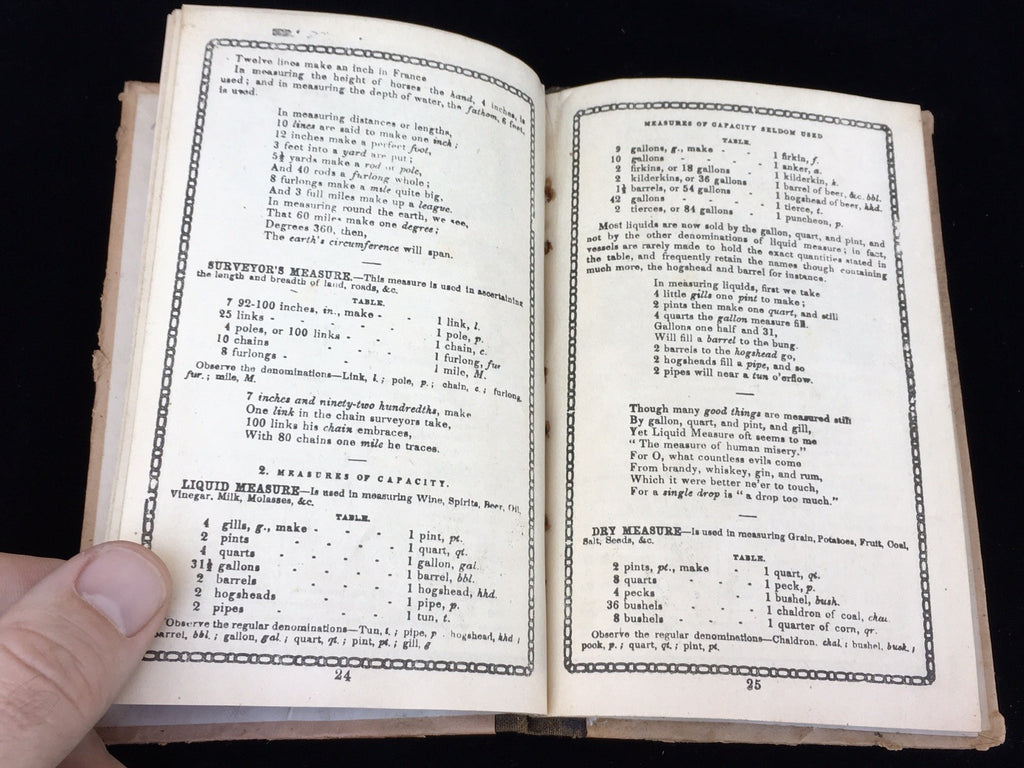 Twelve lines make an inch in France
In measuring the height of horses the hand, 4 inches, is
used; and in measuring the depth of water, the fathom, 6 feet,
is used.
In measuring distances or lengths,
10 lines are said to make one inch;
12 inches make a perfect foot,
3 feet into a yard are put;
5½ yards make a rod or pole,
And 40 rods a furlong whole;
8 furlongs make a mile quite big,
And 3 full miles make up a league.
In measuring round the earth, we see,
That 60 miles make one degree;
Degrees 360, then,
The earth's circumference will span.
SURVEYOR'S MEASURE.—This measure is used in ascertaining
the length and breadth of land, roads, &c.
TABLE.
7 92-100 inches, in., make - 1 link, l.
25 links - 1 pole, p.
4 poles, or 100 links - 1 chain, c.
10 chains 1 furlong, fur
8 furlongs - 1 mile, M.
Observe the denominations—Link, l.; pole, p.; chain, c.; furlong,
fur.; mile, M.
7 inches and ninety-two hundredths, make
One link in the chain surveyors take,
100 links his chain embraces,
With 80 chains one mile he traces.
2. MEASURES OF CAPACITY.
LIQUID MEASURE—Is used in measuring Wine, Spirits, Beer, Oil,
Vinegar, Milk, Molasses, &c.
TABLE.
4 gills, g., make - 1 pint, pt.
2 pints 1 quart, qt.
4 quarts 1 gallon, gal.
31½ gallons 1 barrel, bbl.
2 barrels 1 hogshead, hhd.
2 hogsheads 1 pipe, p.
2 pipes 1 tun, t.
Observe the regular denominations—Tun, t.; pipe, p. hogshead, hhd;
barrel, bbl.; gallon, gal.; quart, qt.; pint, pt.; gill, g
24
MEASURES OF CAPACITY SELDOM USED
TABLE.
9 gallons, g., make - 1 firkin, f.
10 gallons 1 anker, a.
2 firkins, or 18 gallons - 1 kilderkin, k.
2 kilderkins, or 36 gallons - 1 barrel of beer, &c. bbl.
1½ barrels, or 54 gallons - 1 hogshead of beer, hhd.
42 gallons 1 tierce, t.
2 tierces, or 84 gallons - 1 puncheon, p.
Most liquids are now sold by the gallon, quart, and pint, and
not by the other denominations of liquid measure; in fact,
vessels are rarely made to hold the exact quantities stated in
the table, and frequently retain the names though containing
much more, the hogshead and barrel for instance.
In measuring liquids, first we take
4 little gills one pint to make;
2 pints then make one quart, and still
4 quarts the gallon measure fill.
Gallons one half and 31,
Will fill a barrel to the bung.
2 barrels to the hogshead go,
2 hogsheads fill a pipe, and so
2 pipes will near a tun o'erflow.
Though many good things are measured still
By gallon, quart, and pint, and gill,
Yet Liquid Measure oft seems to me
"The measure of human misery."
For O, what countless evils come
From brandy, whiskey, gin, and rum,
Which it were better ne'er to touch,
For a single drop is "a drop too much."
DRY MEASURE—Is used in measuring Grain, Potatoes, Fruit, Coal,
Salt, Seeds, &c.
TABLE.
2 pints, pt., make 1 quart, qt.
8 quarts 1 peck, p.
4 pecks 1 bushel, bush.
36 bushels 1 chaldron of coal, chal.
8 bushels 1 quarter of corn, qr.
Observe the regular denominations—Chaldron, chal.; bushel, bush.;
peck, p.; quart, qt.; pint, pt.
25